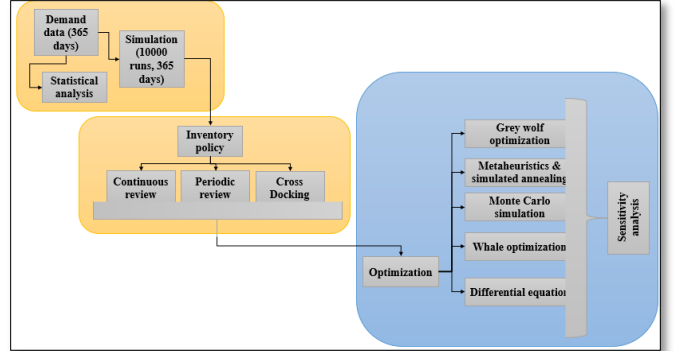 Demand
data (365
days)
Simulation
(10000
runs, 365
days)
Statistical
analysis
Inventory
policy
Continuous
review
Periodic
review
Cross
Docking
Optimization
Grey wolf
optimization
Metaheuristics &
simulated annealing
Monte Carlo
simulation
Whale optimization
Differential equation
Sensitivity
analysis